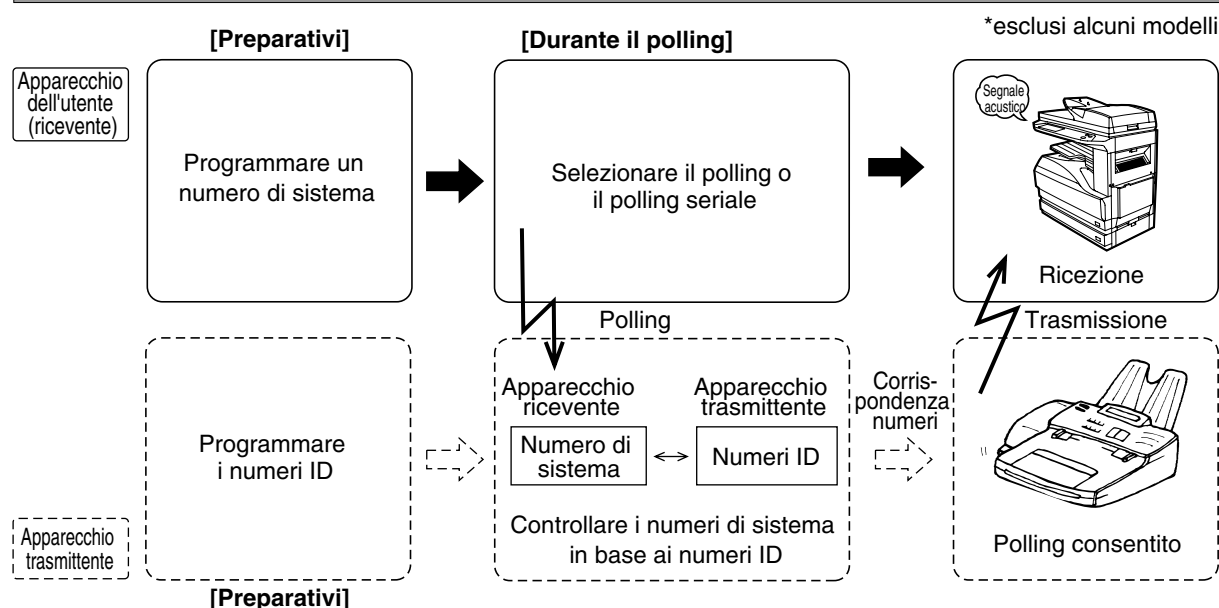 *esclusi alcuni modelli
[Preparativi]
[Durante il polling]
Apparecchio
dell'utente
(ricevente)
Programmare un
numero di sistema
Selezionare il polling o
il polling seriale
Segnale
acustico
Ricezione
Polling
Trasmissione
Apparecchio
trasmittente
Programmare
i numeri ID
Apparecchio
ricevente
Numero di
sistema
Apparecchio
trasmittente
Numeri ID
Controllare i numeri di sistema
in base ai numeri ID
Corris-
pondenza
numeri
Polling consentito
[Preparativi]